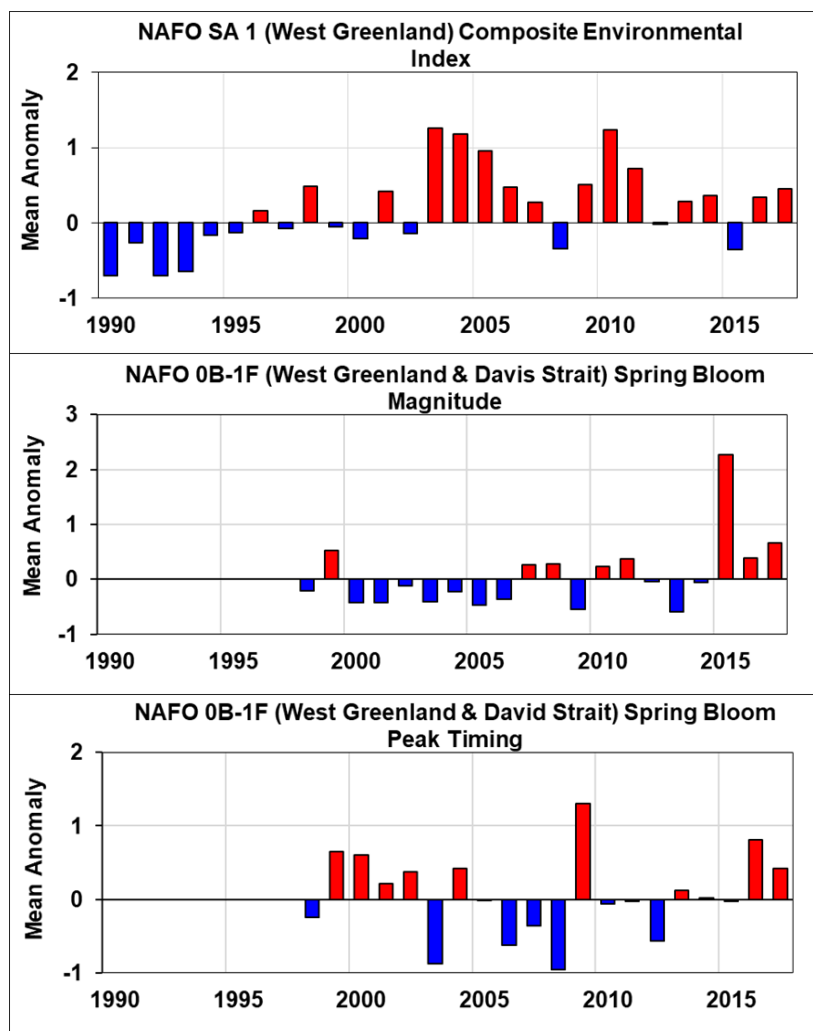 NAFO SA 1 (West Greenland) Composite Environmental
Index
Mean Anomaly
2
1
0
-1
1990 1995 2000 2005 2010 2015
NAFO 0B-1F (West Greenland & Davis Strait) Spring Bloom
Magnitude
Mean Anomaly
3
2
1
0
-1
1990 1995 2000 2005 2010 2015
NAFO 0B-1F (West Greenland & David Strait) Spring Bloom
Peak Timing
Mean Anomaly
2
1
0
-1
1990 1995 2000 2005 2010 2015